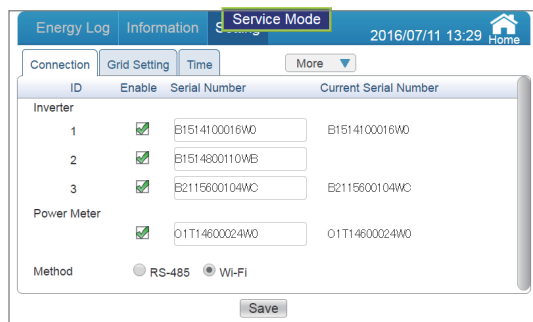 Energy Log Information Setting Service Mode 2016/07/11 13:29 Home
Connection Grid Setting Time More
ID Enable Serial Number Current Serial Number
Inverter
1 B1514100016W0 B1514100016W0
2 B1514800110WB
3 B2115600104WC B2115600104WC
Power Meter
O1T14600024W0 O1T14600024W0
Method RS-485 Wi-Fi
Save